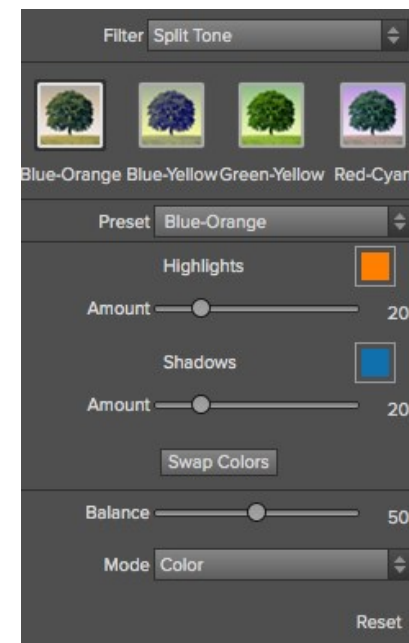 Filter Split Tone
Blue-Orange Blue-Yellow Green-Yellow Red-Cyan
Preset Blue-Orange
Highlights
Amount 20
Shadows
Amount 20
Swap Colors
Balance 50
Mode Color
Reset